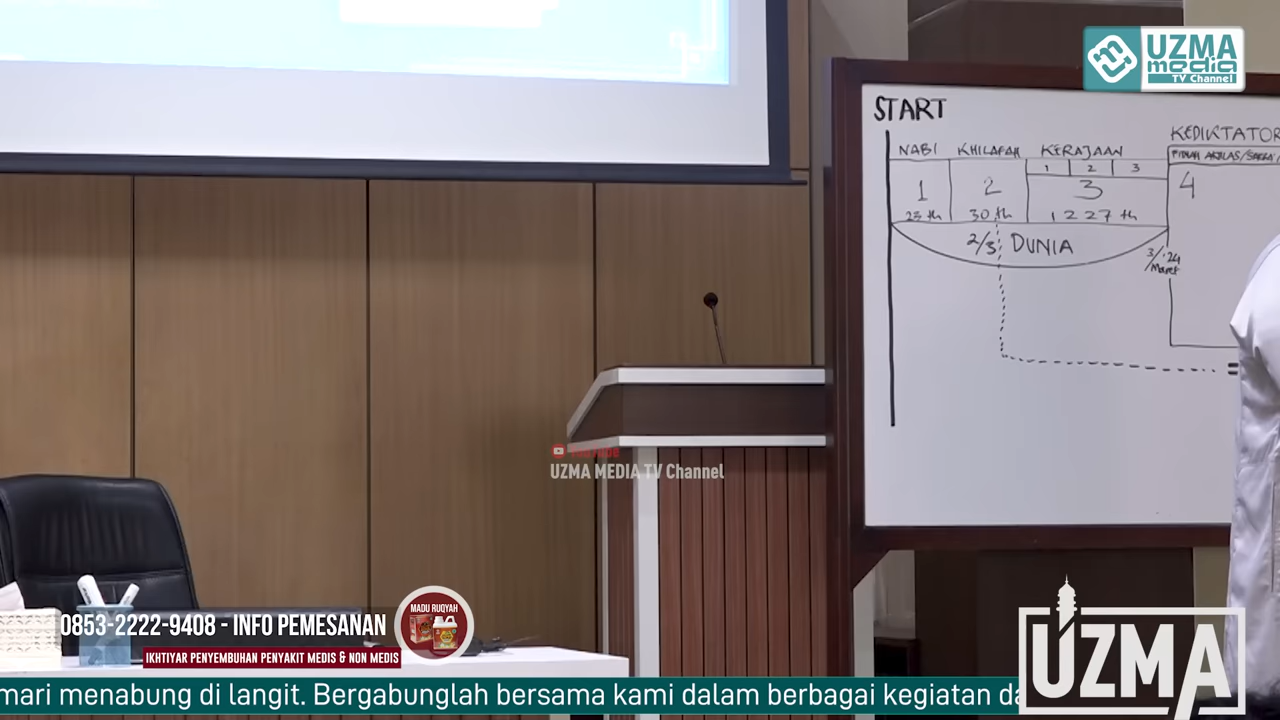 UZMA
media
TV Channel
START
NABI KHILAFAH KERAJAAN KEDIKTATOR
1 2 3
1 2 3 4
23 th 30 th 1227 th
2/3 DUNIA
3/'24
Maret
YouTube
UZMA MEDIA TV Channel
MADU RUQYAH
0853-2222-9408 - INFO PEMESANAN
IKHTIYAR PENYEMBUHAN PENYAKIT MEDIS & NON MEDIS
mari menabung di langit. Bergabunglah bersama kami dalam berbagai kegiatan da
UZMA